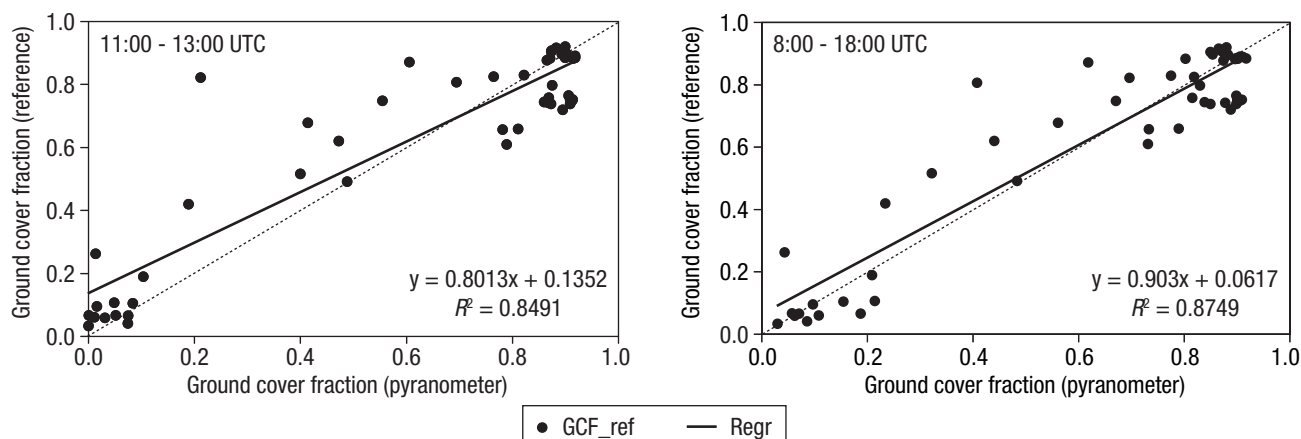 Ground cover fraction (reference)
1.0
0.8
0.6
0.4
0.2
0.0
11:00 - 13:00 UTC
y = 0.8013x + 0.1352
R² = 0.8491
0.0 0.2 0.4 0.6 0.8 1.0
Ground cover fraction (pyranometer)
Ground cover fraction (reference)
1.0
0.8
0.6
0.4
0.2
0.0
8:00 - 18:00 UTC
y = 0.903x + 0.0617
R² = 0.8749
0.0 0.2 0.4 0.6 0.8 1.0
Ground cover fraction (pyranometer)
GCF_ref Regr